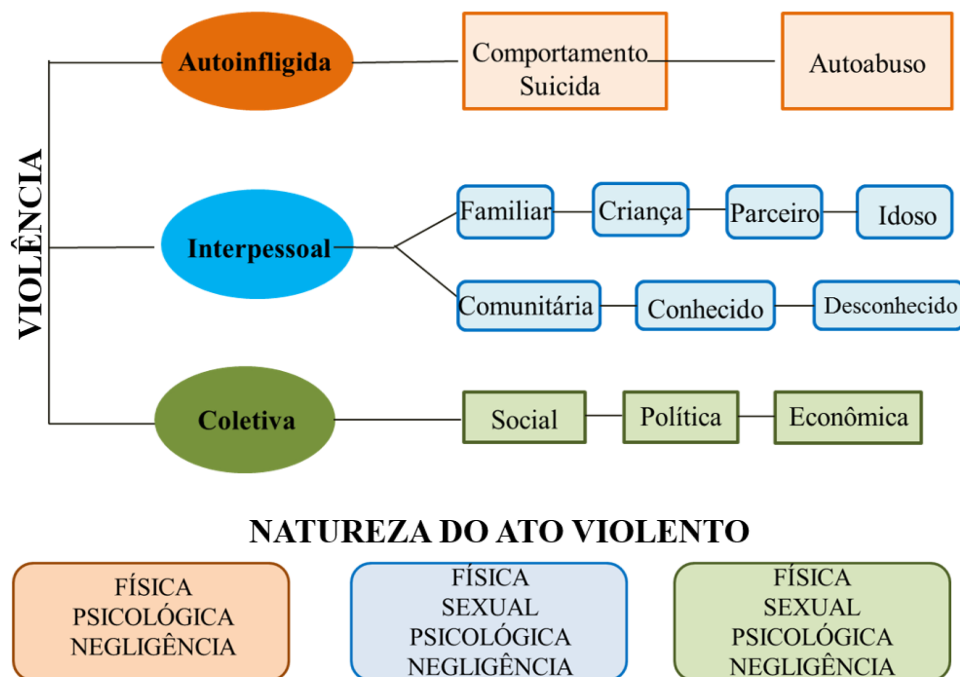 VIOLÊNCIA
Autoinfligida
Comportamento
Suicida
Autoabuso
Interpessoal
Familiar
Criança
Parceiro
Idoso
Comunitária
Conhecido
Desconhecido
Coletiva
Social
Política
Econômica
NATUREZA DO ATO VIOLENTO
FÍSICA
PSICOLÓGICA
NEGLIGÊNCIA
FÍSICA
SEXUAL
PSICOLÓGICA
NEGLIGÊNCIA
FÍSICA
SEXUAL
PSICOLÓGICA
NEGLIGÊNCIA